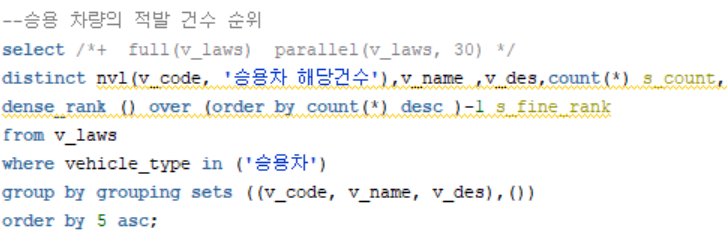 --승용 차량의 적발 건수 순위
select /*+  full(v_laws)  parallel(v_laws, 30) */
distinct nvl(v_code, '승용차 해당건수'),v_name ,v_des,count(*) s_count,
dense_rank () over (order by count(*) desc )-1 s_fine_rank
from v_laws
where vehicle_type in ('승용차')
group by grouping sets ((v_code, v_name, v_des),())
order by 5 asc;